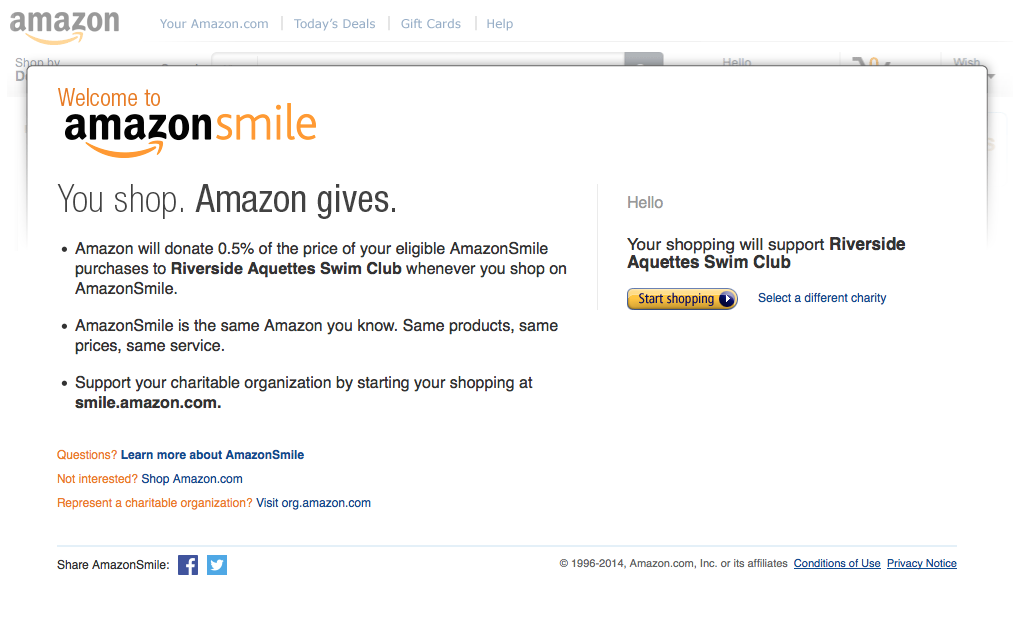 amazon
Your Amazon.com
Today's Deals
Gift Cards
Help
Shop by
Hello
0
Wish
Welcome to
amazonsmile
You shop. Amazon gives.
Amazon will donate 0.5% of the price of your eligible AmazonSmile
purchases to Riverside Aquettes Swim Club whenever you shop on
AmazonSmile.
AmazonSmile is the same Amazon you know. Same products, same
prices, same service.
Support your charitable organization by starting your shopping at
smile.amazon.com.
Hello
Your shopping will support Riverside
Aquettes Swim Club
Start shopping
Select a different charity
Questions? Learn more about AmazonSmile
Not interested? Shop Amazon.com
Represent a charitable organization? Visit org.amazon.com
Share AmazonSmile:
© 1996-2014, Amazon.com, Inc. or its affiliates Conditions of Use Privacy Notice